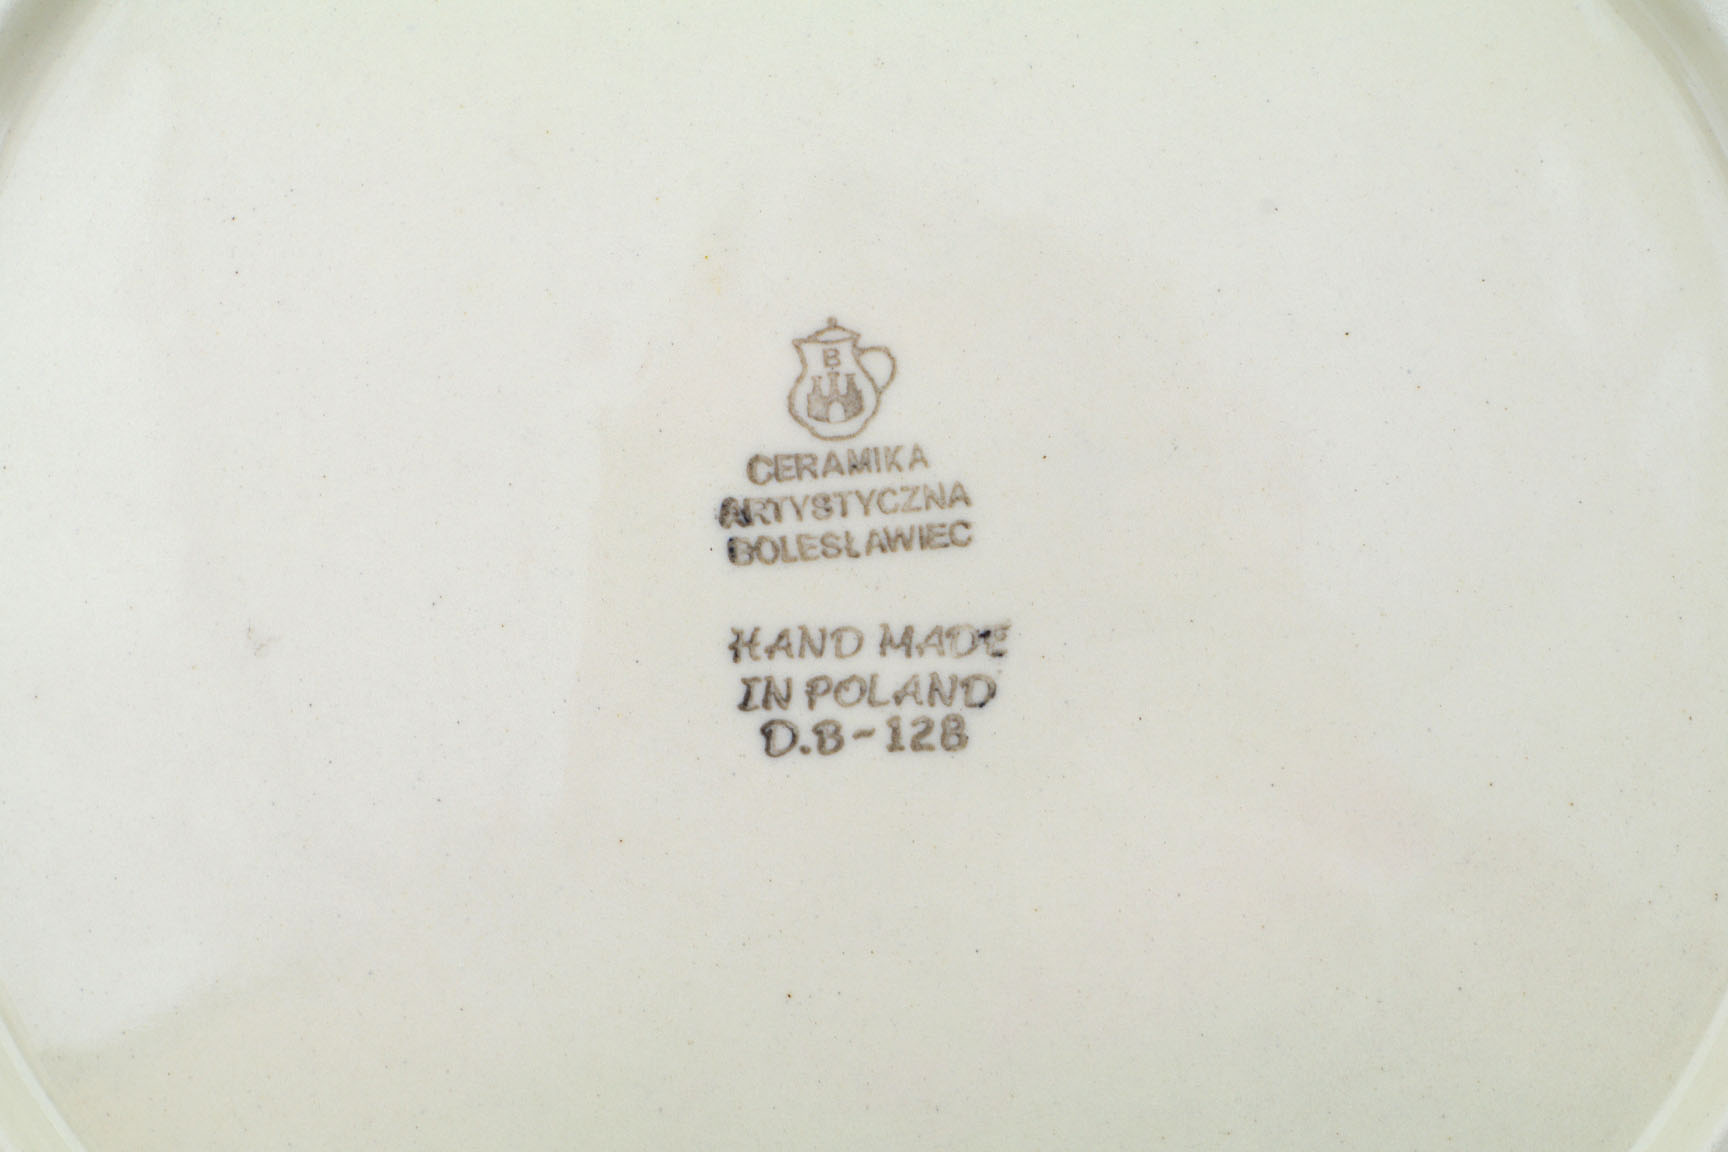 B
CERAMIKA
ARTYSTYCZNA
BOLESŁAWIEC
HAND MADE
IN POLAND
D.B-128